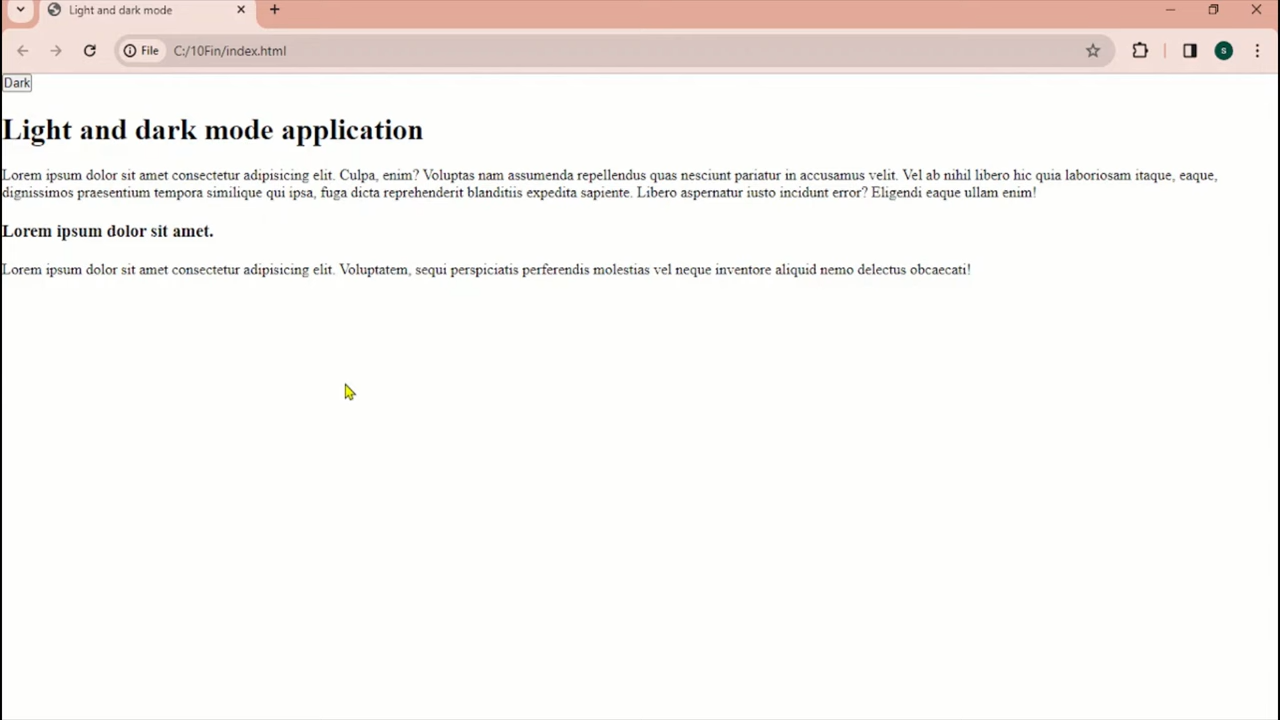 Light and dark mode
File C:/10Fin/index.html
S
Dark
Light and dark mode application
Lorem ipsum dolor sit amet consectetur adipisicing elit. Culpa, enim? Voluptas nam assumenda repellendus quas nesciunt pariatur in accusamus velit. Vel ab nihil libero hic quia laboriosam itaque, eaque,
dignissimos praesentium tempora similique qui ipsa, fuga dicta reprehenderit blanditiis expedita sapiente. Libero aspernatur iusto incidunt error? Eligendi eaque ullam enim!
Lorem ipsum dolor sit amet.
Lorem ipsum dolor sit amet consectetur adipisicing elit. Voluptatem, sequi perspiciatis perferendis molestias vel neque inventore aliquid nemo delectus obcaecati!